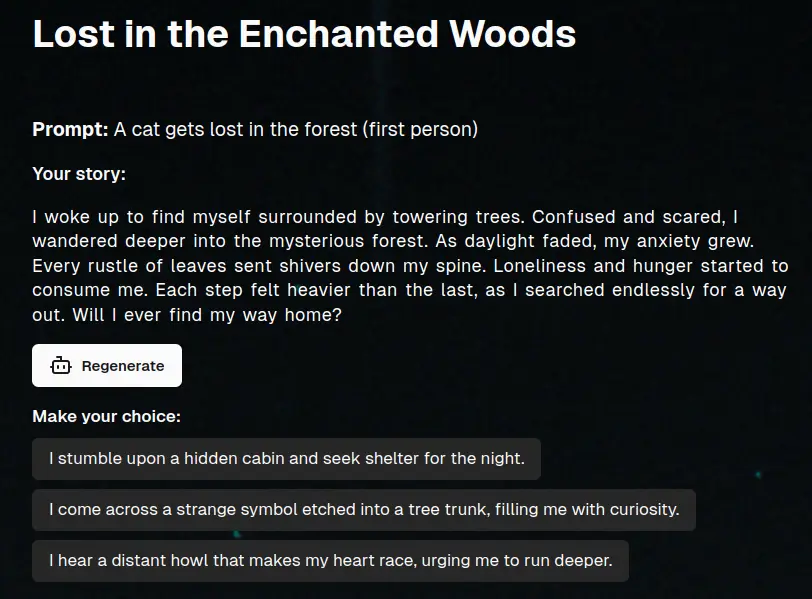 Lost in the Enchanted Woods
Prompt: A cat gets lost in the forest (first person)
Your story:
I woke up to find myself surrounded by towering trees. Confused and scared, I
wandered deeper into the mysterious forest. As daylight faded, my anxiety grew.
Every rustle of leaves sent shivers down my spine. Loneliness and hunger started to
consume me. Each step felt heavier than the last, as I searched endlessly for a way
out. Will I ever find my way home?
Regenerate
Make your choice:
I stumble upon a hidden cabin and seek shelter for the night.
I come across a strange symbol etched into a tree trunk, filling me with curiosity.
I hear a distant howl that makes my heart race, urging me to run deeper.